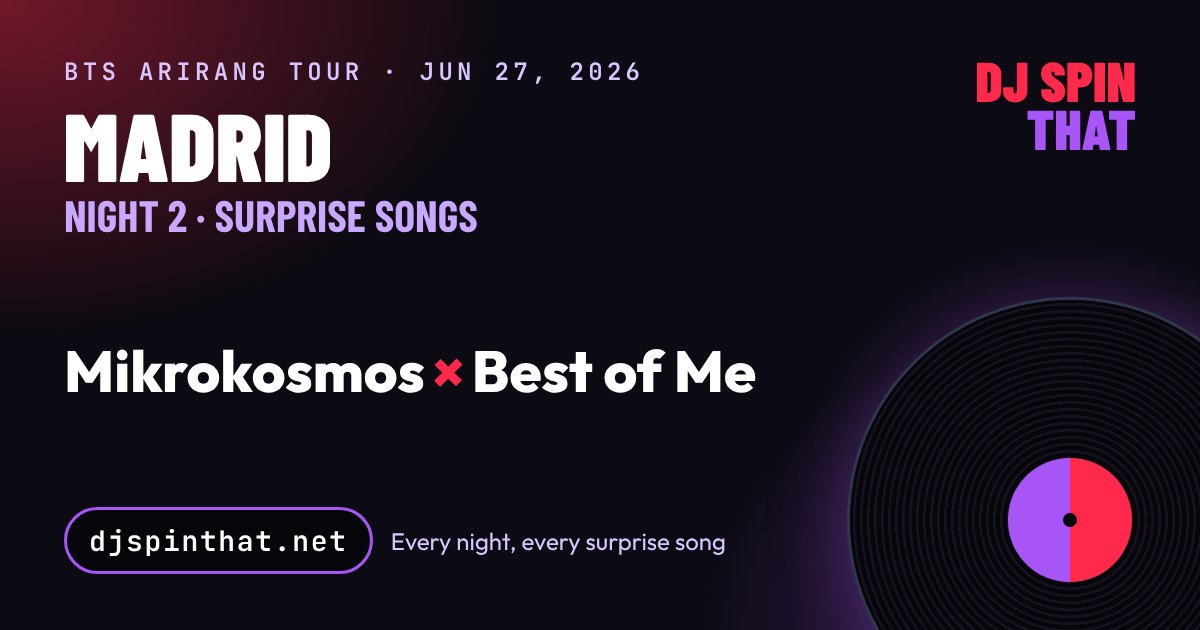 BTS ARIRANG TOUR · JUN 27, 2026
MADRID
NIGHT 2 · SURPRISE SONGS
DJ SPIN
THAT
Mikrokosmos × Best of Me
djspinthat.net
Every night, every surprise song